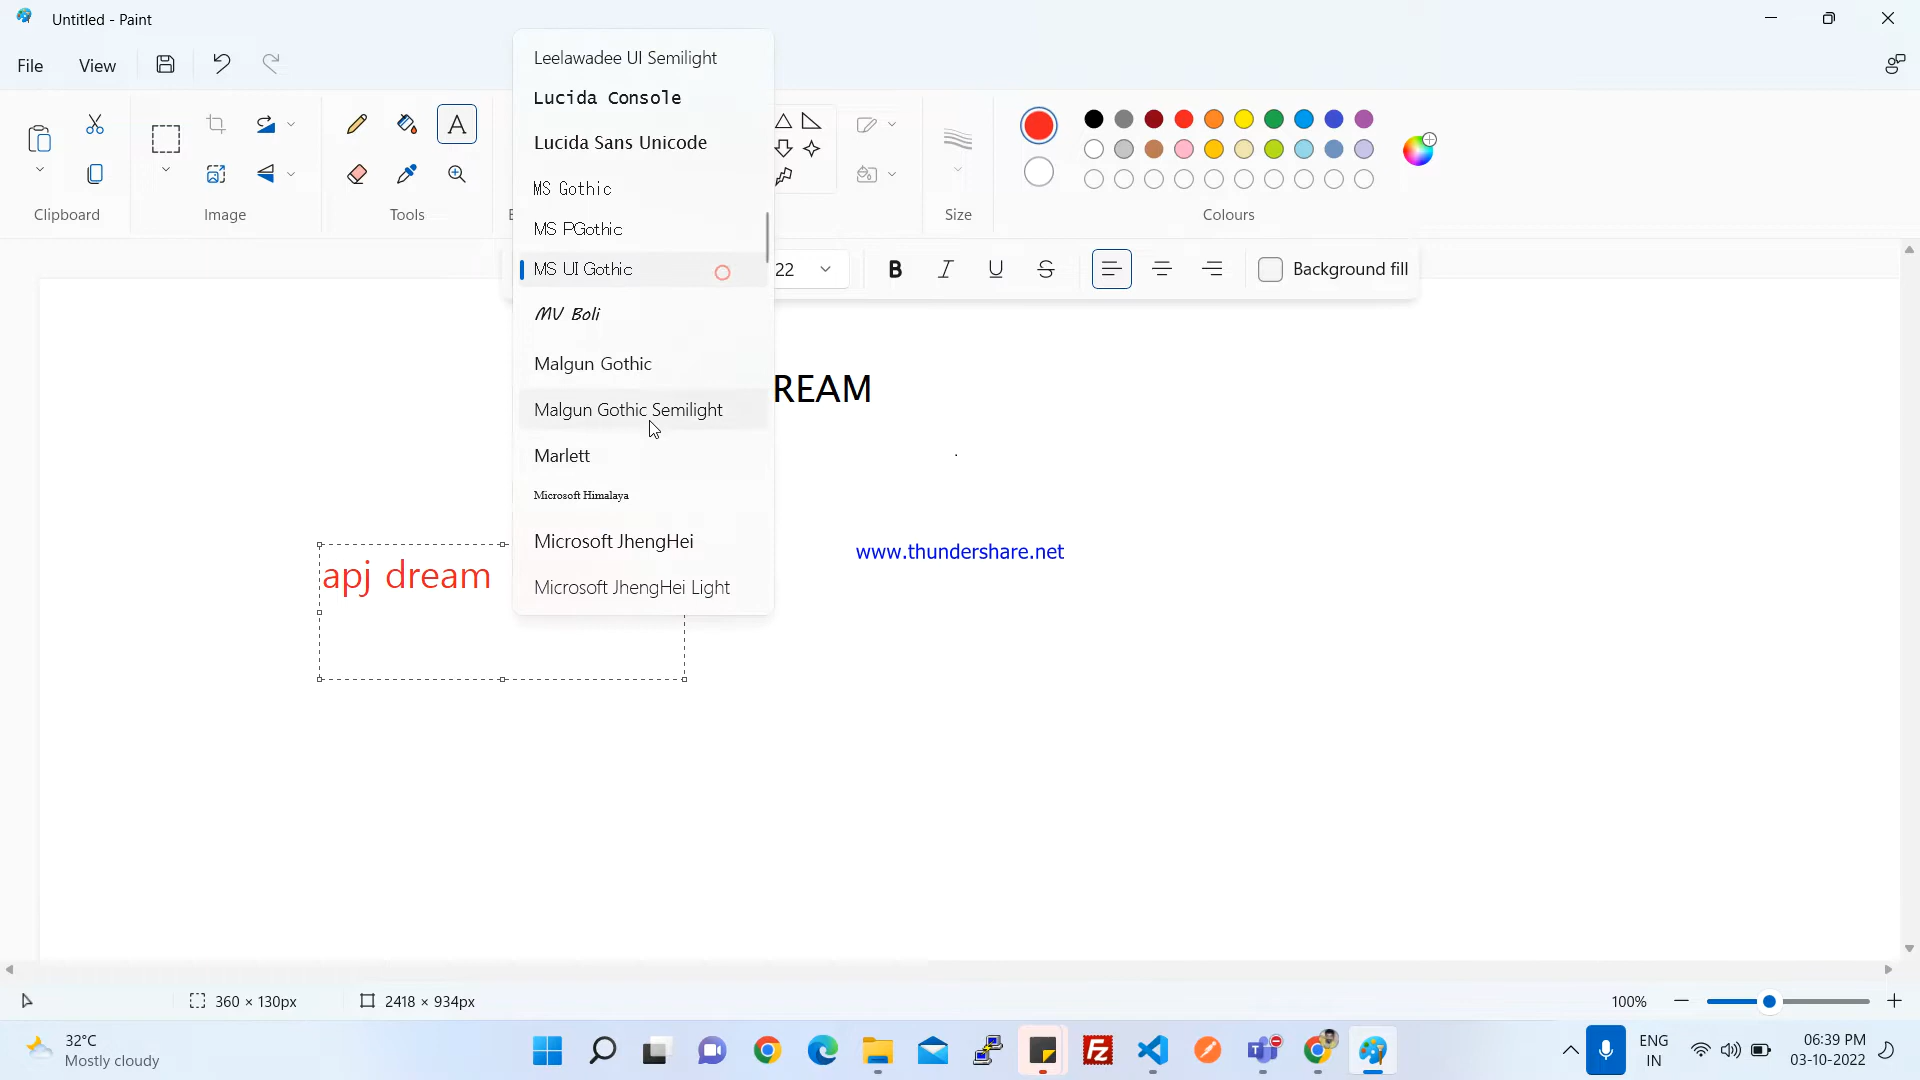 Untitled - Paint
File
View
Leelawadee UI Semilight
Lucida Console
Lucida Sans Unicode
MS Gothic
MS PGothic
MS UI Gothic
MV Boli
Malgun Gothic
Malgun Gothic Semilight
Marlett
Microsoft Himalaya
Microsoft JhengHei
Microsoft JhengHei Light
Clipboard
Image
Tools
Size
Colours
22
B
I
U
S
Background fill
REAM
apj dream
www.thundershare.net
360 × 130px
2418 × 934px
100%
32°C
Mostly cloudy
ENG
IN
06:39 PM
03-10-2022